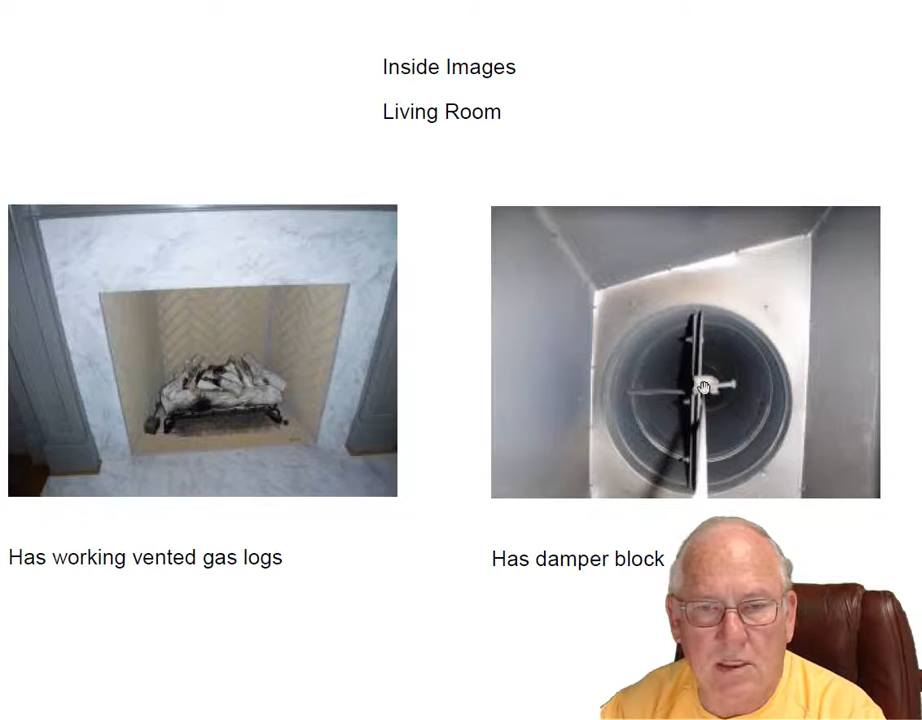 Inside Images
Living Room
Has working vented gas logs
Has damper block